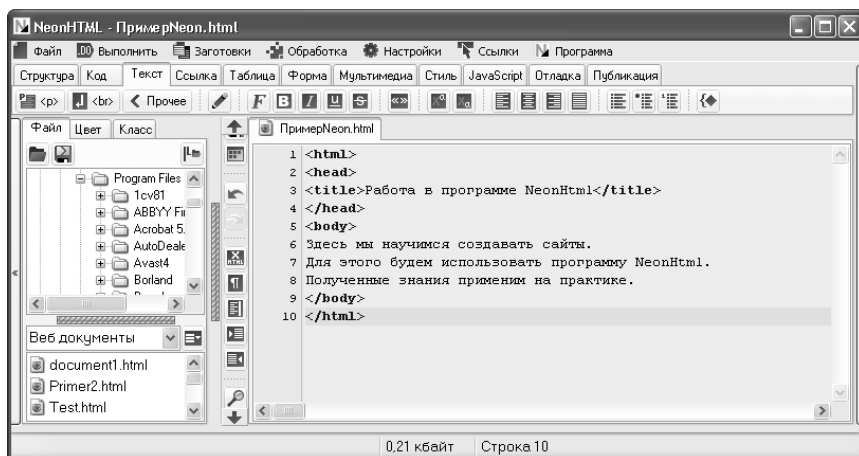 NeonHTML - ПримерNeon.html
Файл Выполнить Заготовки Обработка Настройки Ссылки Программа
Структура Код Текст Ссылка Таблица Форма Мультимедиа Стиль JavaScript Отладка Публикация
<p> <br> Прочее F B I U S «» Xª Xₐ
Файл Цвет Класс
ПримерNeon.html
Program Files
1cv81
ABBYY Fi
Acrobat 5.
AutoDeale
Avast4
Borland
Веб документы
document1.html
Primer2.html
Test.html
1 <html>
2 <head>
3 <title>Работа в программе NeonHtml</title>
4 </head>
5 <body>
6 Здесь мы научимся создавать сайты.
7 Для этого будем использовать программу NeonHtml.
8 Полученные знания применим на практике.
9 </body>
10 </html>
0,21 кбайт Строка 10